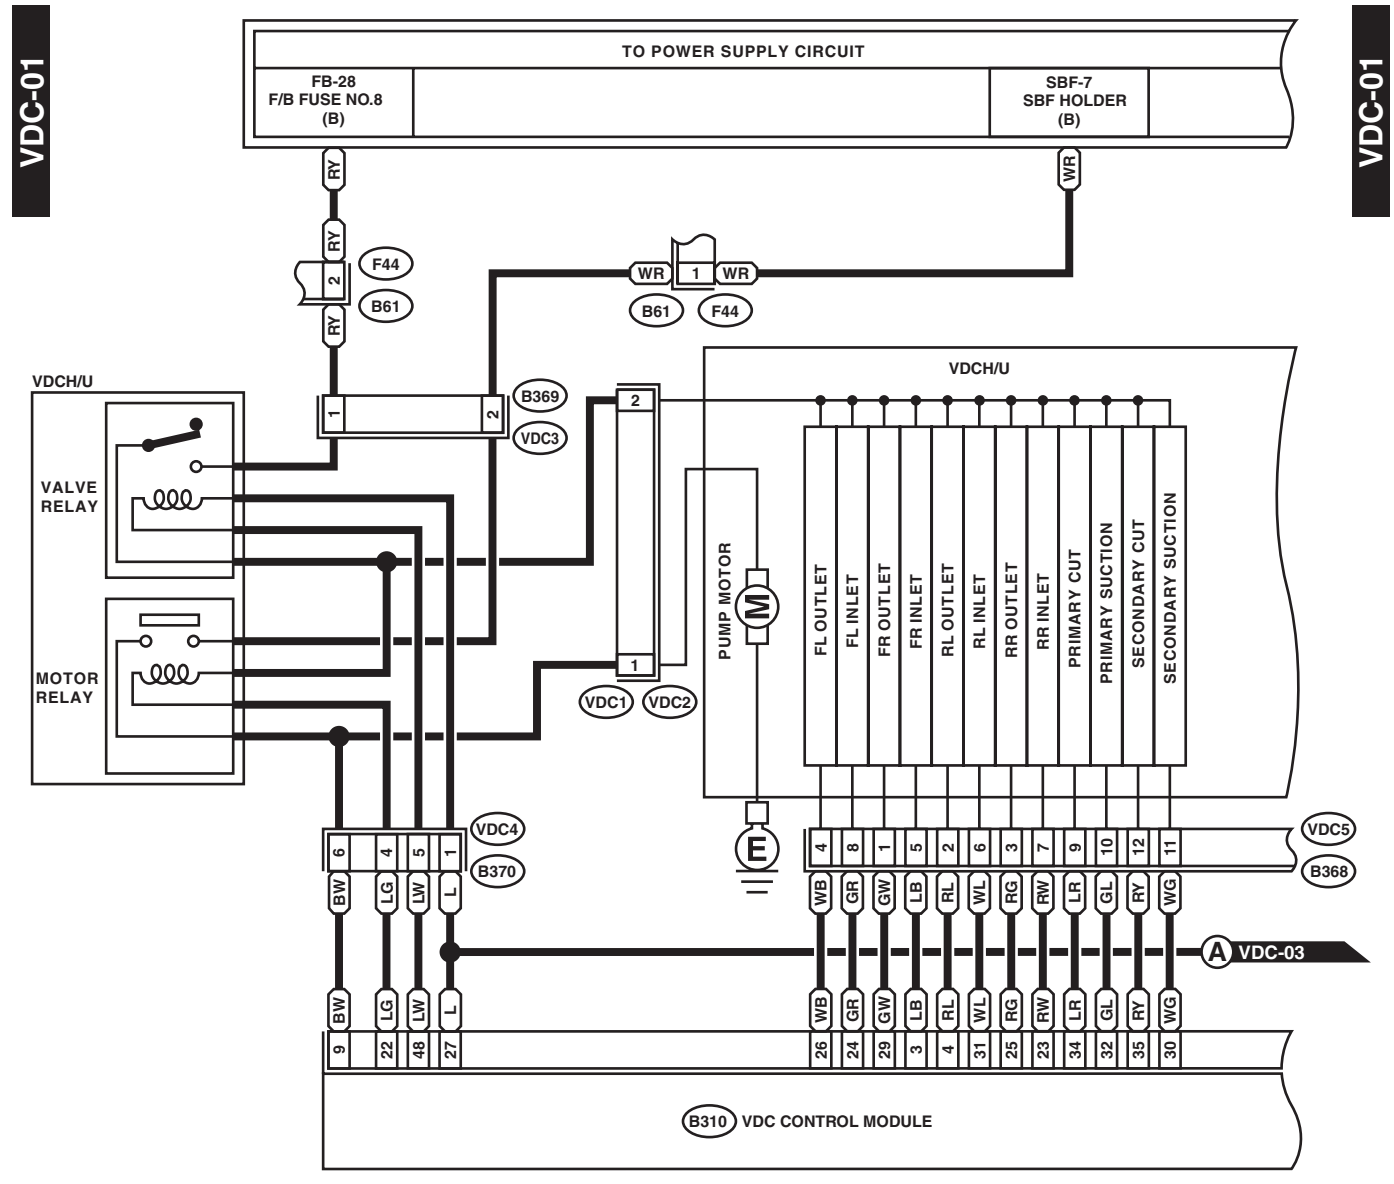 VDC-01
VDC-01
TO POWER SUPPLY CIRCUIT
FB-28
F/B FUSE NO.8
(B)
SBF-7
SBF HOLDER
(B)
RY
WR
RY
2
F44
B61
RY
WR
1
WR
B61
F44
VDCH/U
VALVE
RELAY
MOTOR
RELAY
1
2
B369
VDC3
2
1
VDC1
VDC2
VDCH/U
PUMP MOTOR
M
E
FL OUTLET
FL INLET
FR OUTLET
FR INLET
RL OUTLET
RL INLET
RR OUTLET
RR INLET
PRIMARY CUT
PRIMARY SUCTION
SECONDARY CUT
SECONDARY SUCTION
6 4 5 1
VDC4
B370
4 8 1 5 2 6 3 7 9 10 12 11
VDC5
B368
BW LG LW L
WB GR GW LB RL WL RG RW LR GL RY WG
A VDC-03
BW LG LW L
WB GR GW LB RL WL RG RW LR GL RY WG
9 22 48 27
26 24 29 3 4 31 25 23 34 32 35 30
B310 VDC CONTROL MODULE